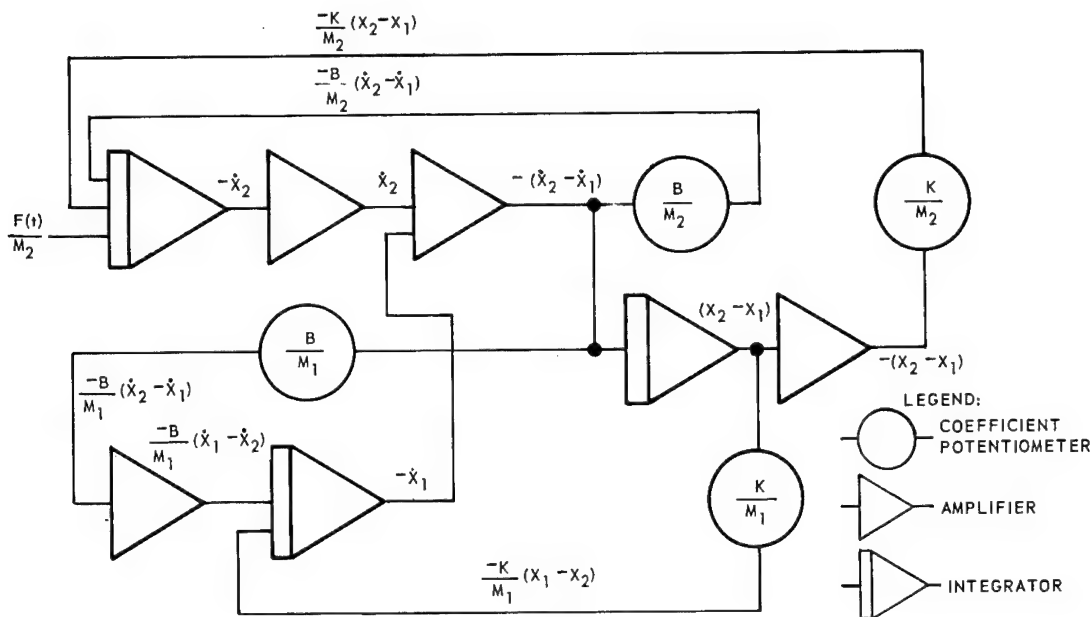 -K/M₂ (X₂-X₁)
-B/M₂ (Ẋ₂-Ẋ₁)
-Ẋ₂
Ẋ₂
-(Ẋ₂-Ẋ₁)
B/M₂
K/M₂
F(t)/M₂
B/M₁
(X₂-X₁)
-(X₂-X₁)
-B/M₁ (Ẋ₂-Ẋ₁)
-B/M₁ (Ẋ₁-Ẋ₂)
-Ẋ₁
K/M₁
-K/M₁ (X₁-X₂)
LEGEND:
COEFFICIENT
POTENTIOMETER
AMPLIFIER
INTEGRATOR